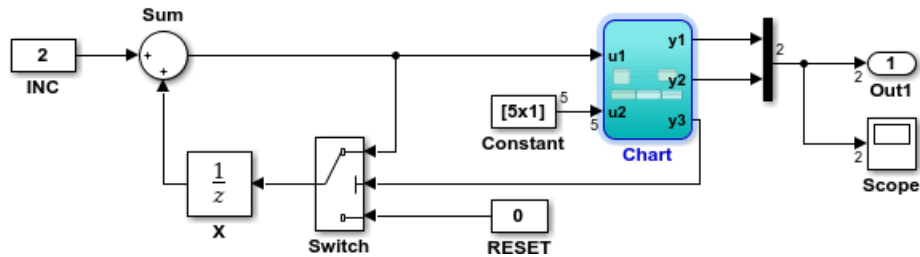 Sum
2
INC
+
+
1
z
X
Switch
0
RESET
[5x1]
Constant
5
5
u1
u2
y1
y2
y3
Chart
2
2
1
Out1
2
Scope